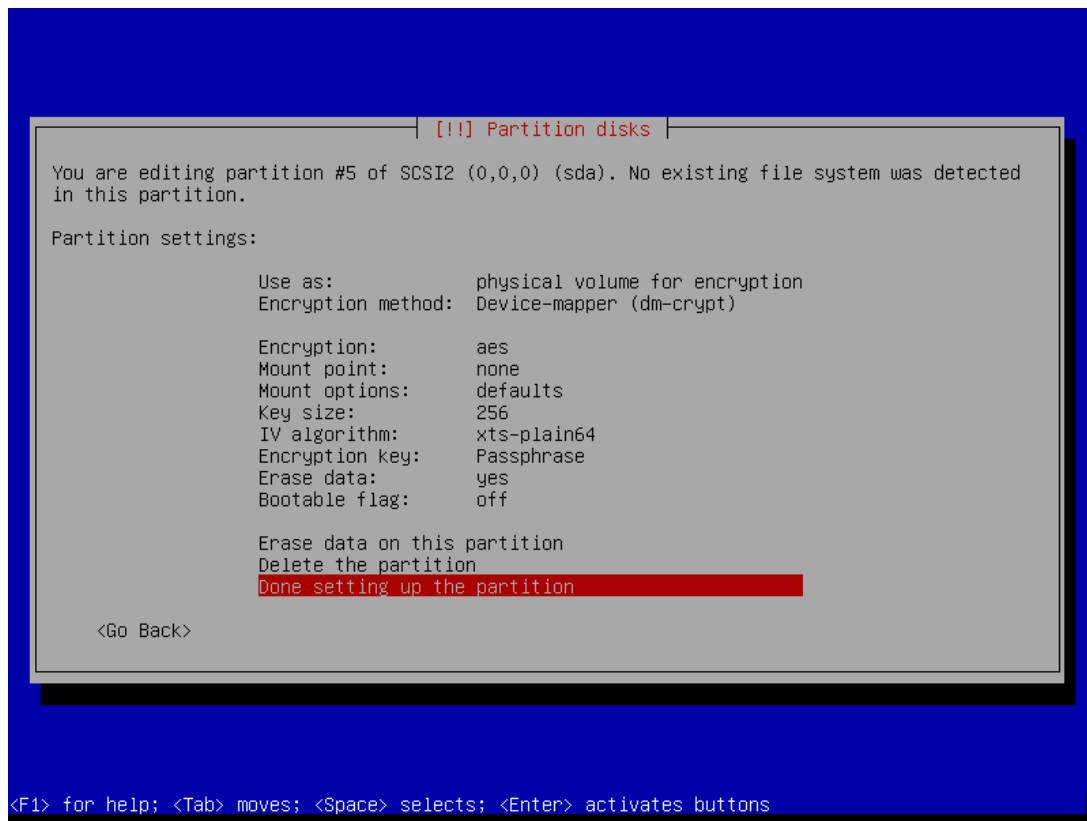 [!!] Partition disks
You are editing partition #5 of SCSI2 (0,0,0) (sda). No existing file system was detected
in this partition.
Partition settings:
Use as: physical volume for encryption
Encryption method: Device-mapper (dm-crypt)
Encryption: aes
Mount point: none
Mount options: defaults
Key size: 256
IV algorithm: xts-plain64
Encryption key: Passphrase
Erase data: yes
Bootable flag: off
Erase data on this partition
Delete the partition
Done setting up the partition
<Go Back>
<F1> for help; <Tab> moves; <Space> selects; <Enter> activates buttons